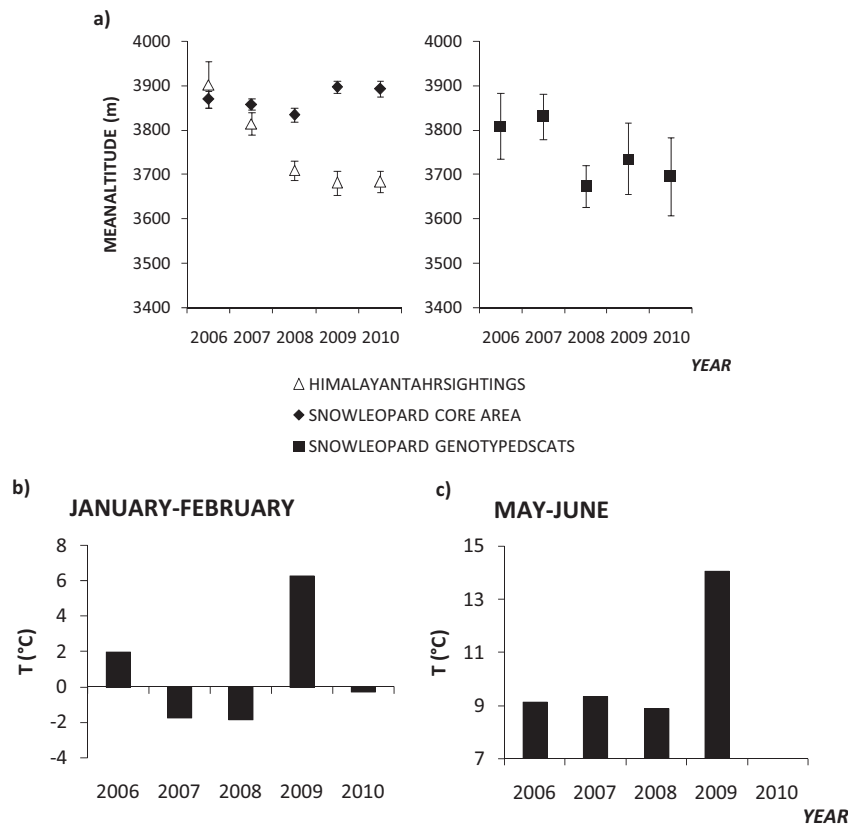 a)
4000
3900
3800
3700
3600
3500
3400
MEANALTITUDE (m)
2006 2007 2008 2009 2010
4000
3900
3800
3700
3600
3500
3400
2006 2007 2008 2009 2010
YEAR
HIMALAYANTAHRSIGHTINGS
SNOWLEOPARD CORE AREA
SNOWLEOPARD GENOTYPEDSCATS
b)
JANUARY-FEBRUARY
8
6
4
2
0
-2
-4
T (°C)
2006 2007 2008 2009 2010
c)
MAY-JUNE
15
13
11
9
7
T (°C)
2006 2007 2008 2009 2010
YEAR